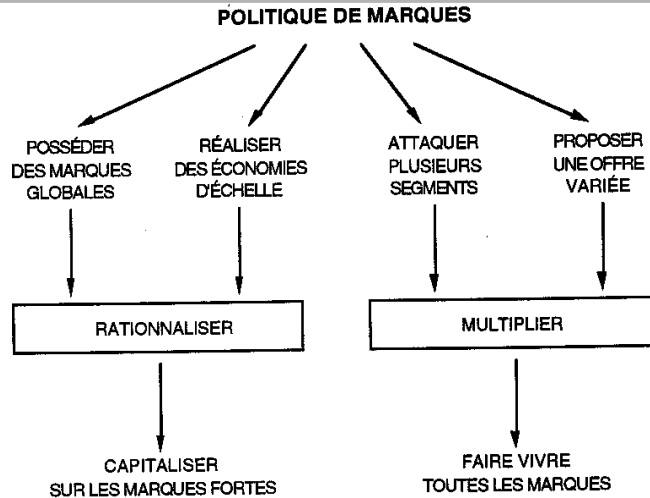 POLITIQUE DE MARQUES
POSSÉDER
DES MARQUES
GLOBALES
RÉALISER
DES ÉCONOMIES
D'ÉCHELLE
ATTAQUER
PLUSIEURS
SEGMENTS
PROPOSER
UNE OFFRE
VARIÉE
RATIONNALISER
MULTIPLIER
CAPITALISER
SUR LES MARQUES FORTES
FAIRE VIVRE
TOUTES LES MARQUES